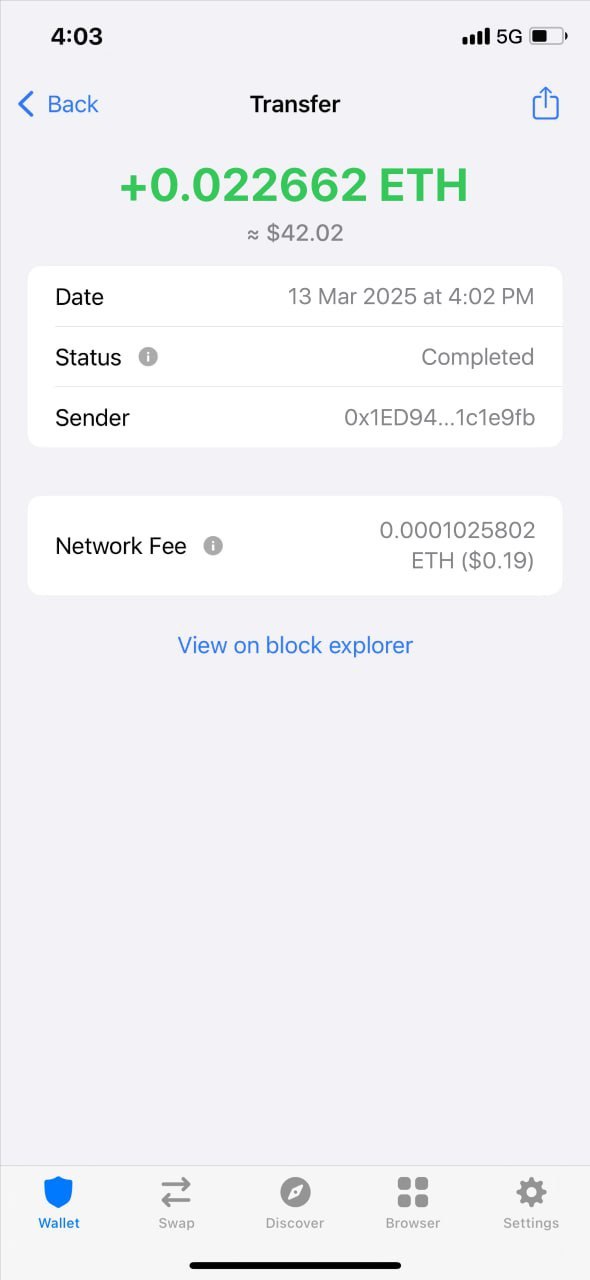 4:03 5G
Back Transfer
+0.022662 ETH
≈ $42.02
Date 13 Mar 2025 at 4:02 PM
Status Completed
Sender 0x1ED94...1c1e9fb
Network Fee 0.0001025802
ETH ($0.19)
View on block explorer
Wallet Swap Discover Browser Settings